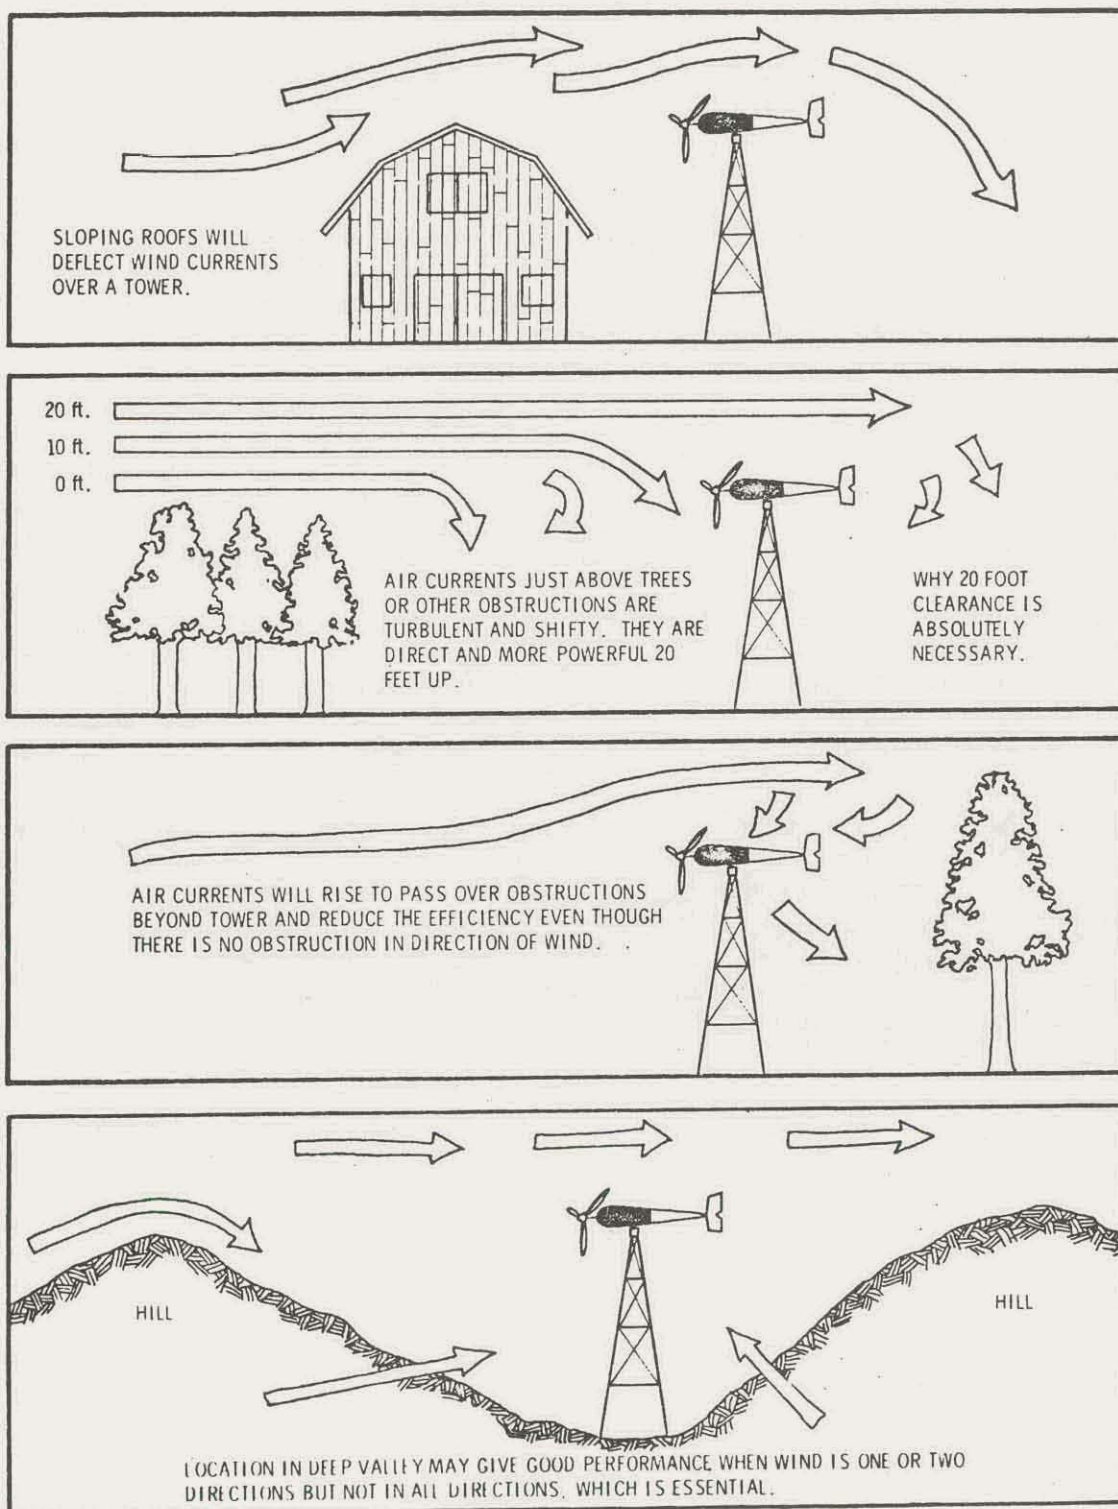 SLOPING ROOFS WILL
DEFLECT WIND CURRENTS
OVER A TOWER.
20 ft.
10 ft.
0 ft.
AIR CURRENTS JUST ABOVE TREES
OR OTHER OBSTRUCTIONS ARE
TURBULENT AND SHIFTY. THEY ARE
DIRECT AND MORE POWERFUL 20
FEET UP.
WHY 20 FOOT
CLEARANCE IS
ABSOLUTELY
NECESSARY.
AIR CURRENTS WILL RISE TO PASS OVER OBSTRUCTIONS
BEYOND TOWER AND REDUCE THE EFFICIENCY EVEN THOUGH
THERE IS NO OBSTRUCTION IN DIRECTION OF WIND.
HILL
HILL
LOCATION IN DEEP VALLEY MAY GIVE GOOD PERFORMANCE WHEN WIND IS ONE OR TWO
DIRECTIONS BUT NOT IN ALL DIRECTIONS, WHICH IS ESSENTIAL.